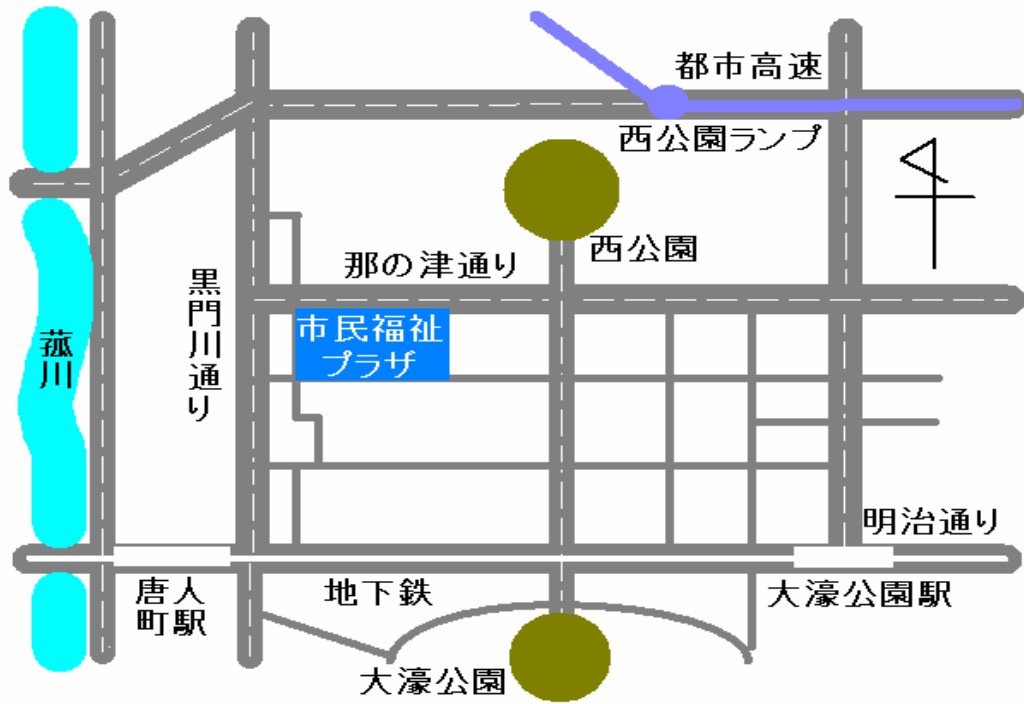 都市高速
西公園ランプ
西公園
那の津通り
黒門川通り
市民福祉
プラザ
菰川
明治通り
唐人
町駅
地下鉄
大濠公園駅
大濠公園